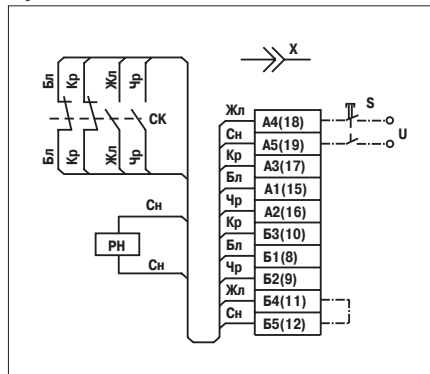 Бл
Кр
Жл
Чр
СК
Бл
Кр
Жл
Чр
Сн
РН
Сн
X
S
U
Жл А4(18)
Сн А5(19)
Кр А3(17)
Бл А1(15)
Чр А2(16)
Кр Б3(10)
Бл Б1(8)
Чр Б2(9)
Жл Б4(11)
Сн Б5(12)